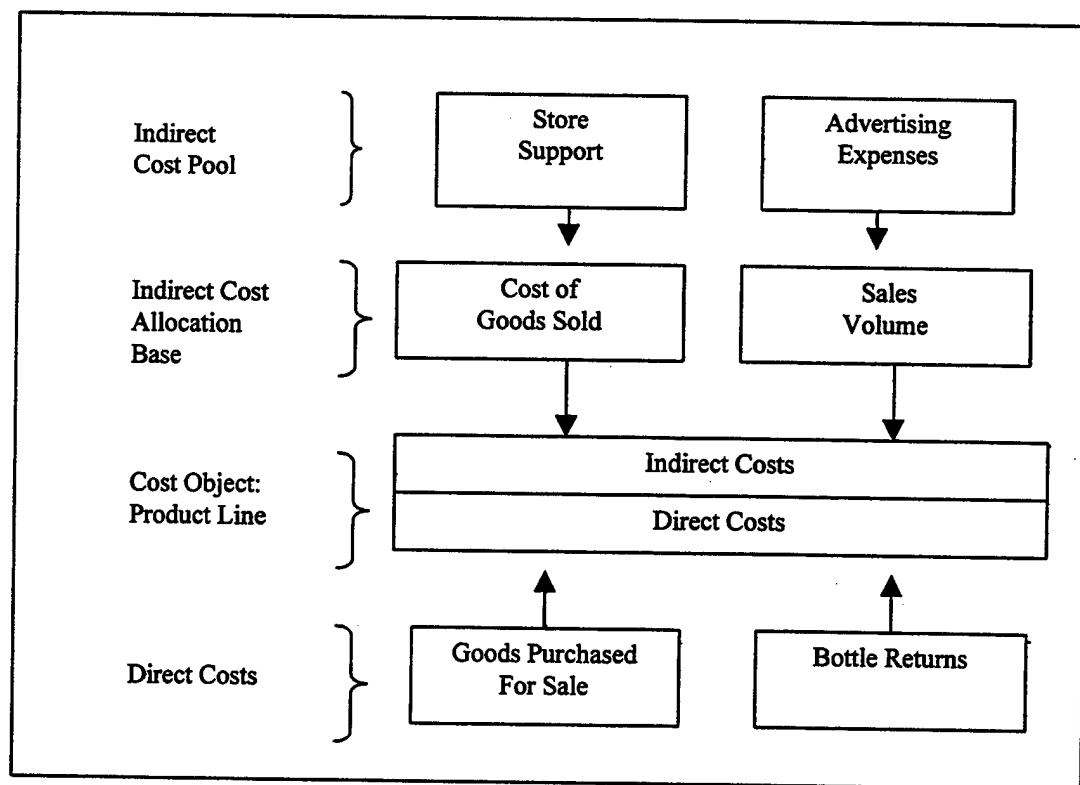 Indirect
Cost Pool
Store
Support
Advertising
Expenses
Indirect Cost
Allocation
Base
Cost of
Goods Sold
Sales
Volume
Cost Object:
Product Line
Indirect Costs
Direct Costs
Direct Costs
Goods Purchased
For Sale
Bottle Returns